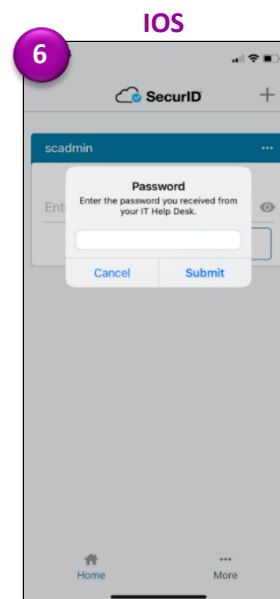 IOS
6
SecurID
scadmin
Password
Enter the password you received from
your IT Help Desk.
Ent
Cancel
Submit
Home
More